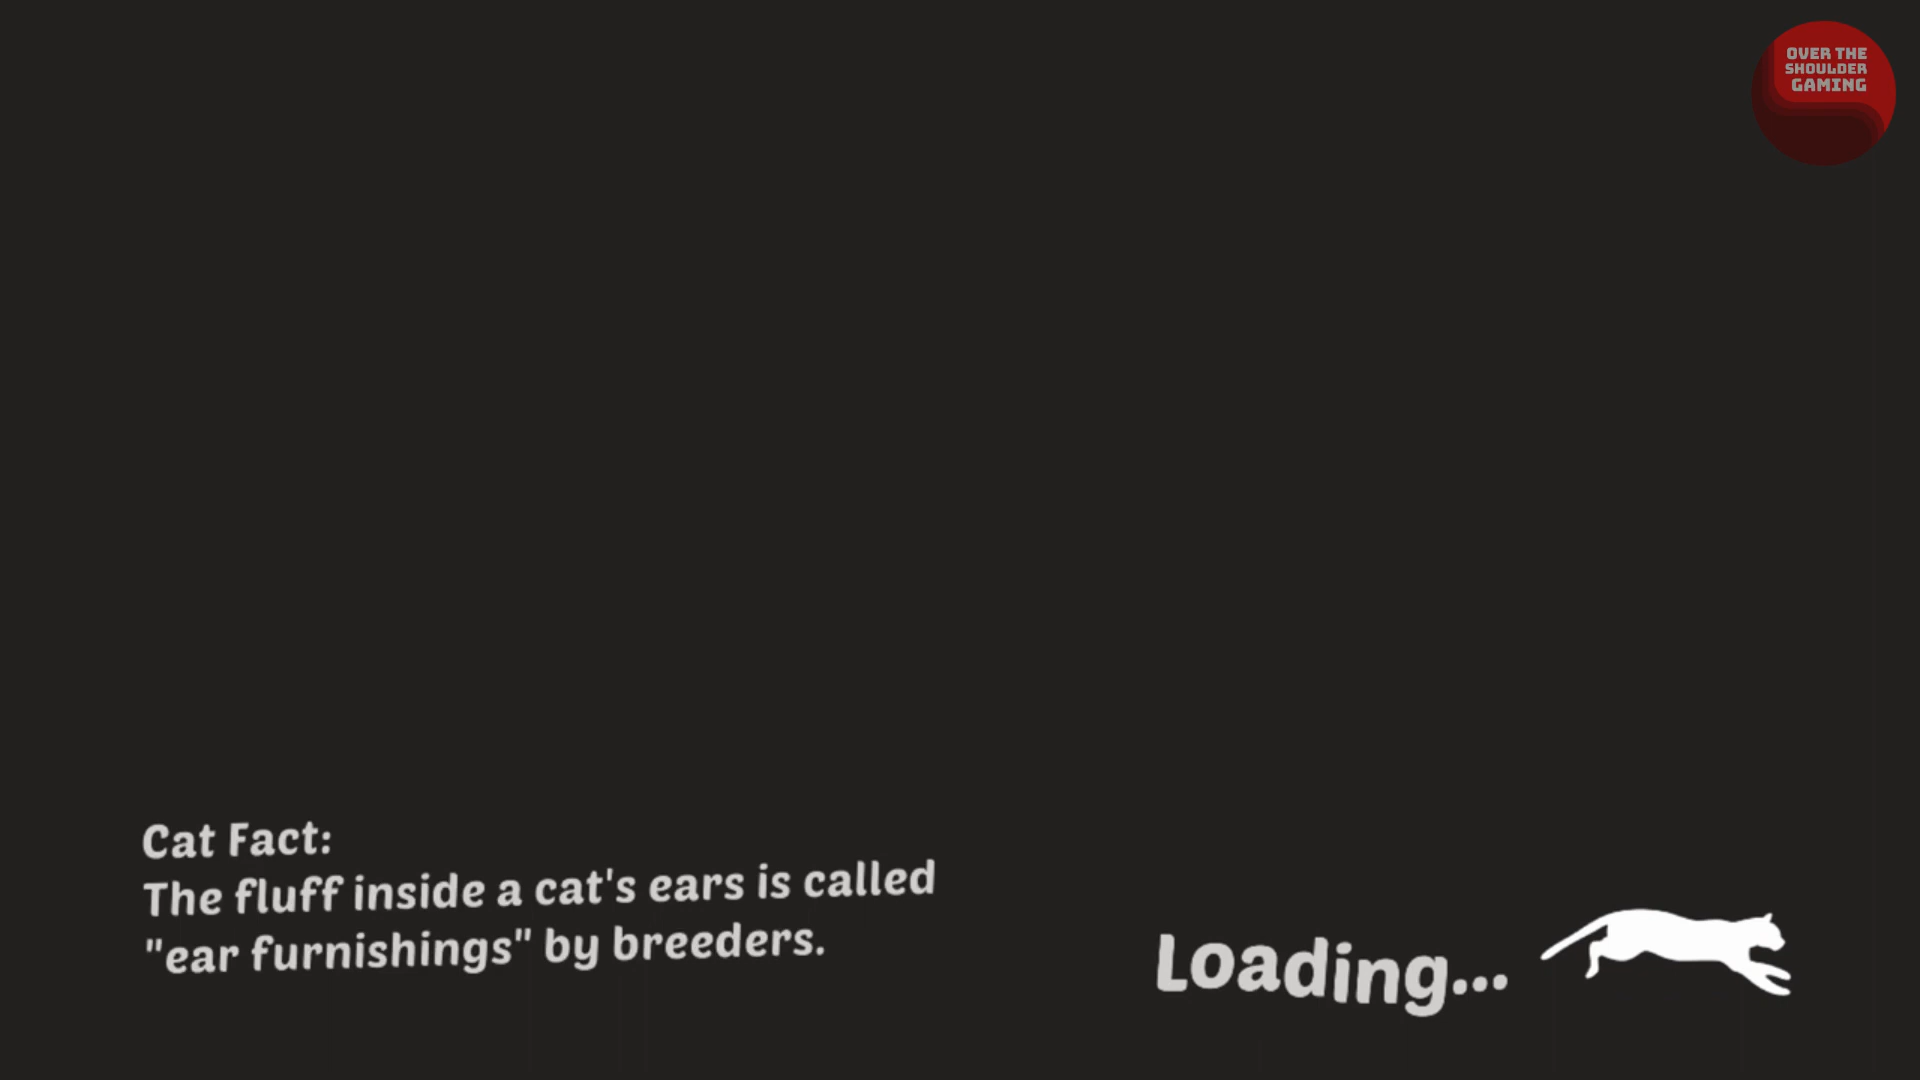 OVER THE
SHOULDER
GAMING
Cat Fact:
The fluff inside a cat's ears is called
"ear furnishings" by breeders.
Loading...